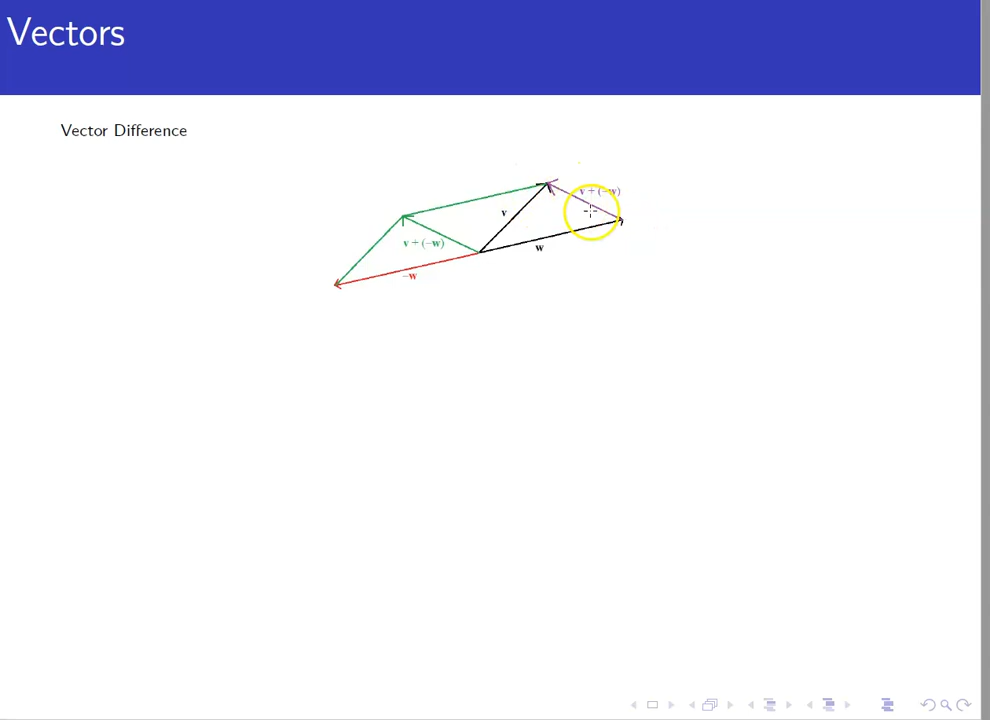 Vectors
Vector Difference
v + (−w)
v
v + (−w)
w
−w